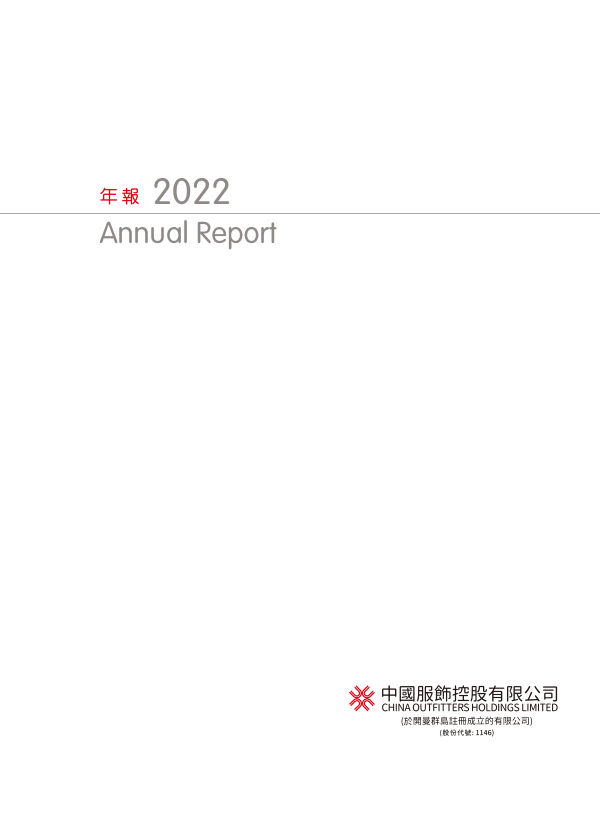 年報 2022
Annual Report
中國服飾控股有限公司
CHINA OUTFITTERS HOLDINGS LIMITED
(於開曼群島註冊成立的有限公司)
(股份代號: 1146)